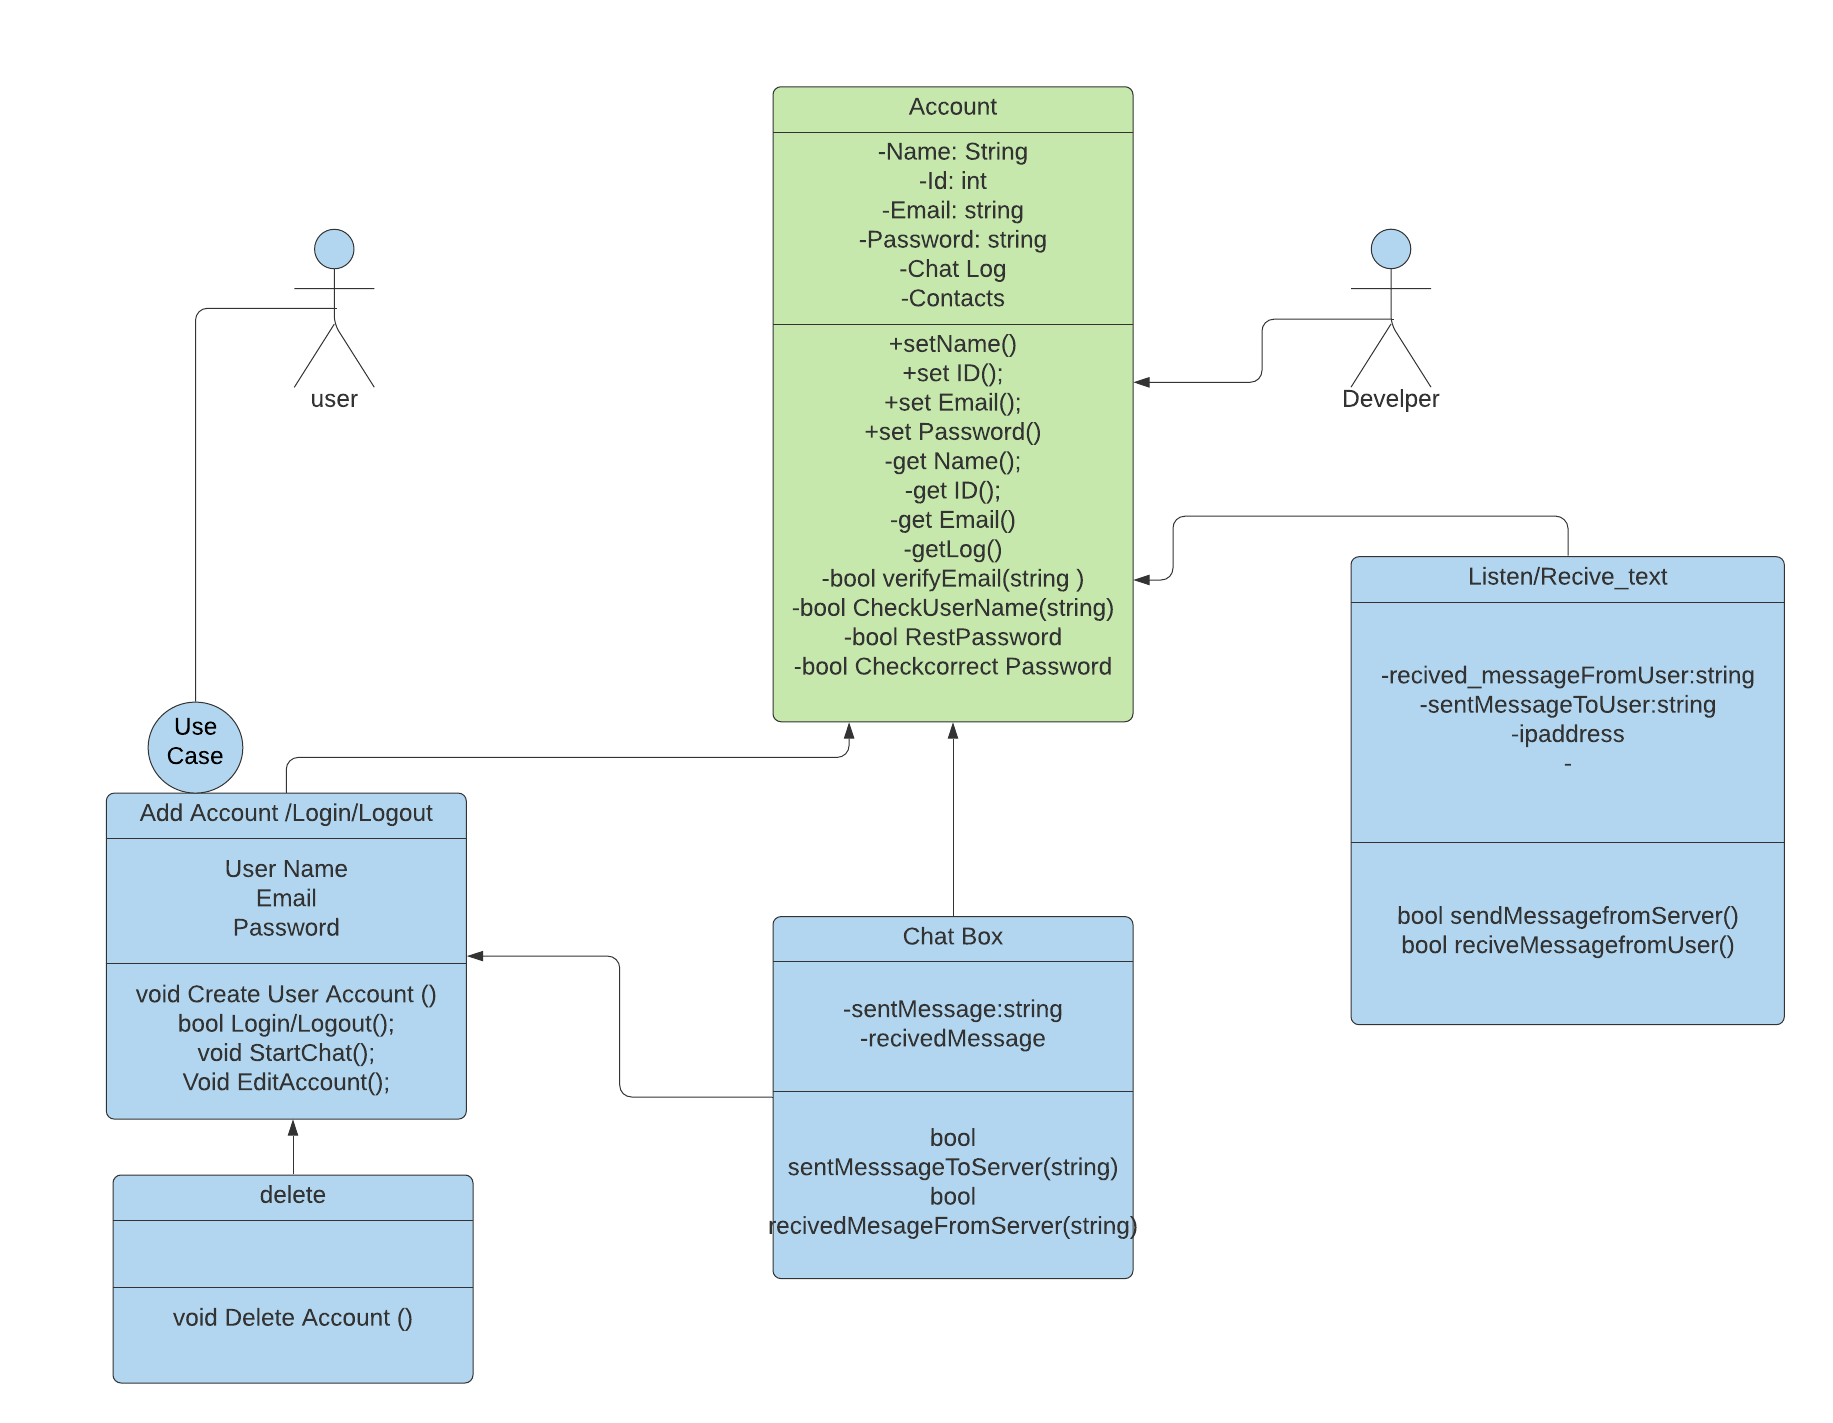 Account
-Name: String
-Id: int
-Email: string
-Password: string
-Chat Log
-Contacts
+setName()
+set ID();
+set Email();
+set Password()
-get Name();
-get ID();
-get Email()
-getLog()
-bool verifyEmail(string )
-bool CheckUserName(string)
-bool RestPassword
-bool Checkcorrect Password
user
Develper
Listen/Recive_text
-recived_messageFromUser:string
-sentMessageToUser:string
-ipaddress
-
bool sendMessagefromServer()
bool reciveMessagefromUser()
Use
Case
Add Account /Login/Logout
User Name
Email
Password
void Create User Account ()
bool Login/Logout();
void StartChat();
Void EditAccount();
Chat Box
-sentMessage:string
-recivedMessage
bool
sentMesssageToServer(string)
bool
recivedMesageFromServer(string)
delete
void Delete Account ()